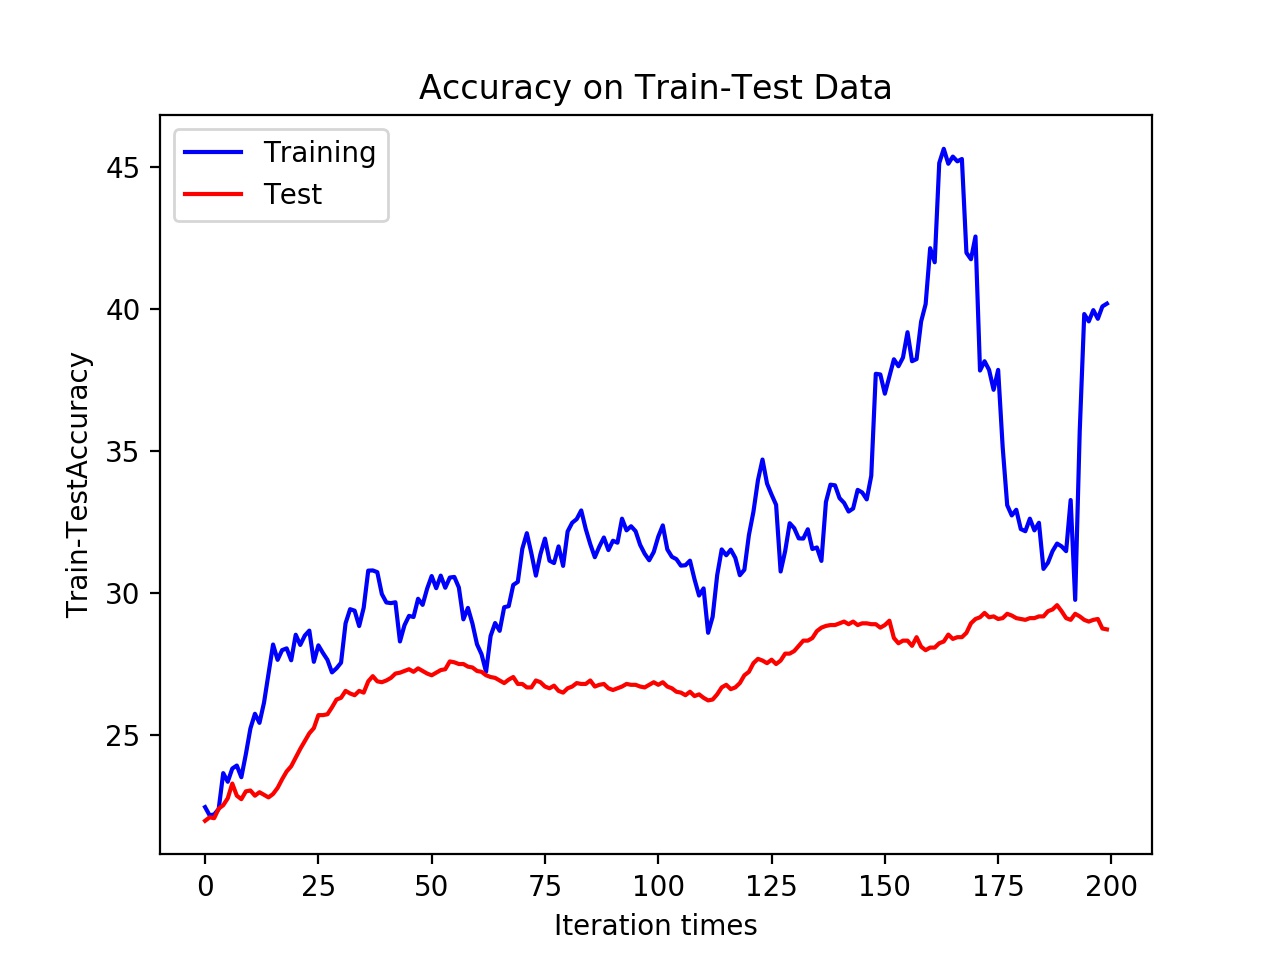 Accuracy on Train-Test Data
Training
Test
45
40
35
30
25
Train-TestAccuracy
0 25 50 75 100 125 150 175 200
Iteration times